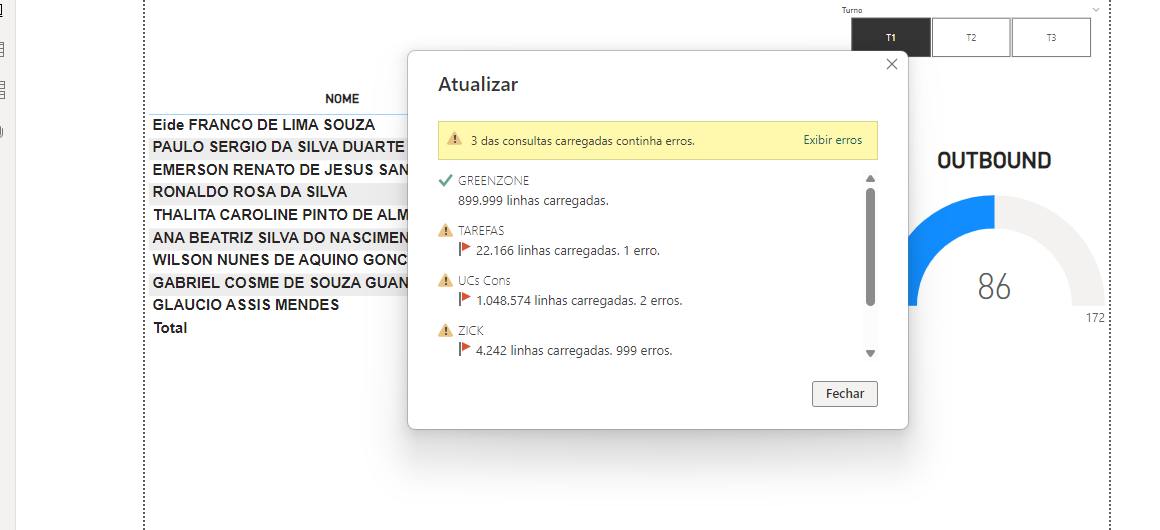 Turno
T1
T2
T3
Atualizar
3 das consultas carregadas continha erros.
Exibir erros
GREENZONE
899.999 linhas carregadas.
TAREFAS
22.166 linhas carregadas. 1 erro.
UCs Cons
1.048.574 linhas carregadas. 2 erros.
ZICK
4.242 linhas carregadas. 999 erros.
Fechar
NOME
Eide FRANCO DE LIMA SOUZA
PAULO SERGIO DA SILVA DUARTE
EMERSON RENATO DE JESUS SAN
RONALDO ROSA DA SILVA
THALITA CAROLINE PINTO DE ALM
ANA BEATRIZ SILVA DO NASCIMEN
WILSON NUNES DE AQUINO GONC
GABRIEL COSME DE SOUZA GUAN
GLAUCIO ASSIS MENDES
Total
OUTBOUND
86
172